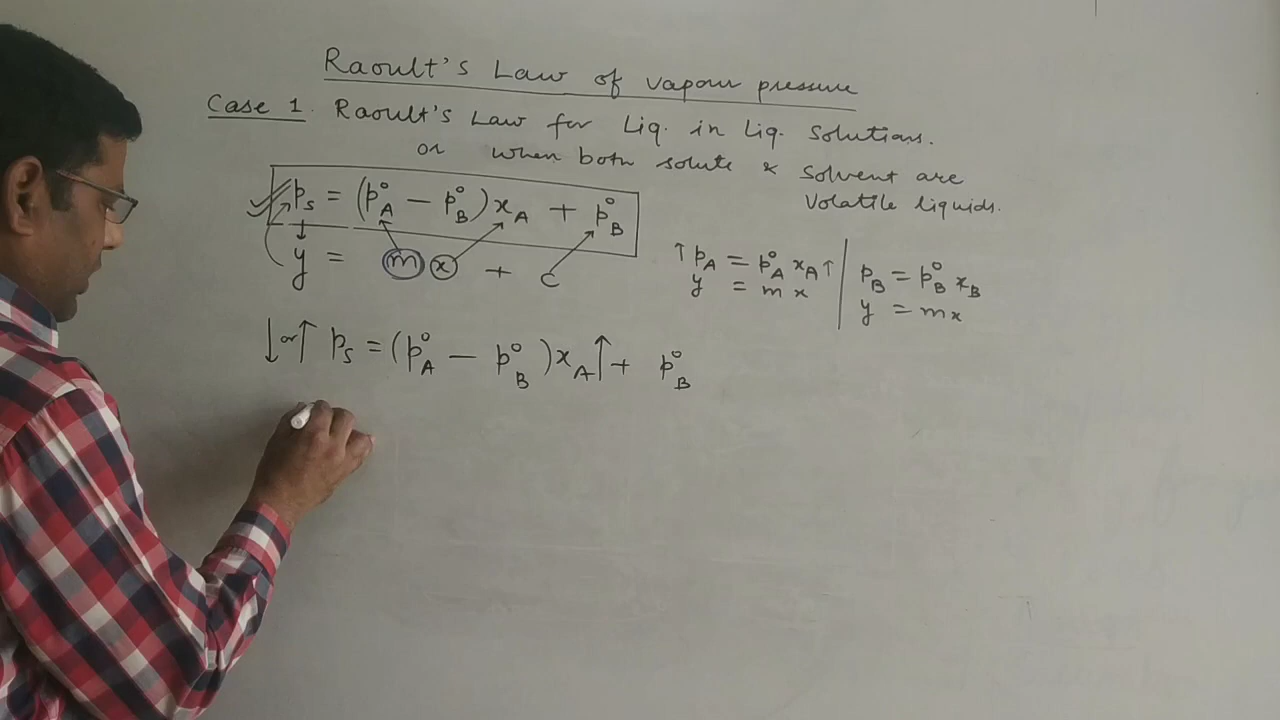 Raoult's Law of vapour pressure
Case 1. Raoult's Law for Liq. in Liq. Solutions.
or when both solute & Solvent are
Volatile liquids.
pₛ = (p°A − p°B)xA + p°B
y = m x + c
↑ pA = p°A xA ↑
y = m x
pB = p°B xB
y = mx
↓ or ↑ pₛ = (p°A − p°B)xA ↑ + p°B